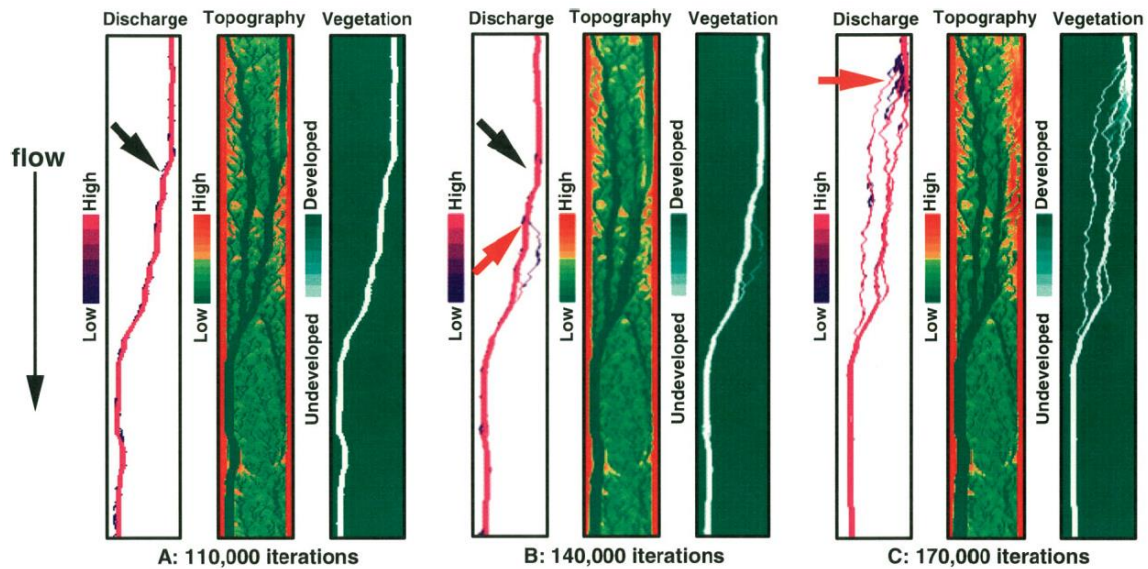 Discharge Topography Vegetation
Discharge Topography Vegetation
Discharge Topography Vegetation
flow
Low High
Low High
Undeveloped Developed
Low High
Low High
Undeveloped Developed
Low High
Low High
Undeveloped Developed
A: 110,000 iterations
B: 140,000 iterations
C: 170,000 iterations